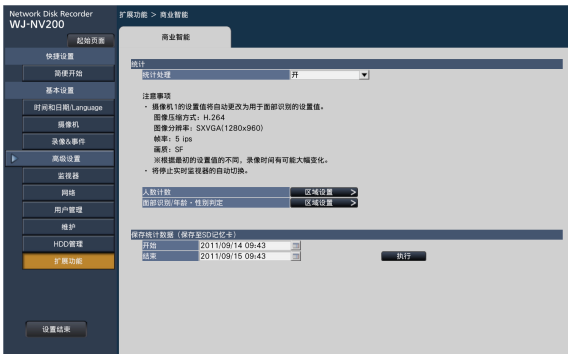 Network Disk Recorder
WJ-NV200
起始页面
快捷设置
简便开始
基本设置
时间和日期/Language
摄像机
录像&事件
高级设置
监视器
网络
用户管理
维护
HDD管理
扩展功能
设置结束
扩展功能 > 商业智能
商业智能
统计
统计处理 开
注意事项
・ 摄像机1的设置值将自动更改为用于面部识别的设置值。
图像压缩方式: H.264
图像分辨率: SXVGA(1280x960)
帧率: 5 ips
画质: SF
※根据最初的设置值的不同，录像时间有可能大幅变化。
・ 将停止实时监视器的自动切换。
人数计数 区域设置 >
面部识别/年龄・性别判定 区域设置 >
保存统计数据 (保存至SD记忆卡)
开始 2011/09/14 09:43
结束 2011/09/15 09:43 执行